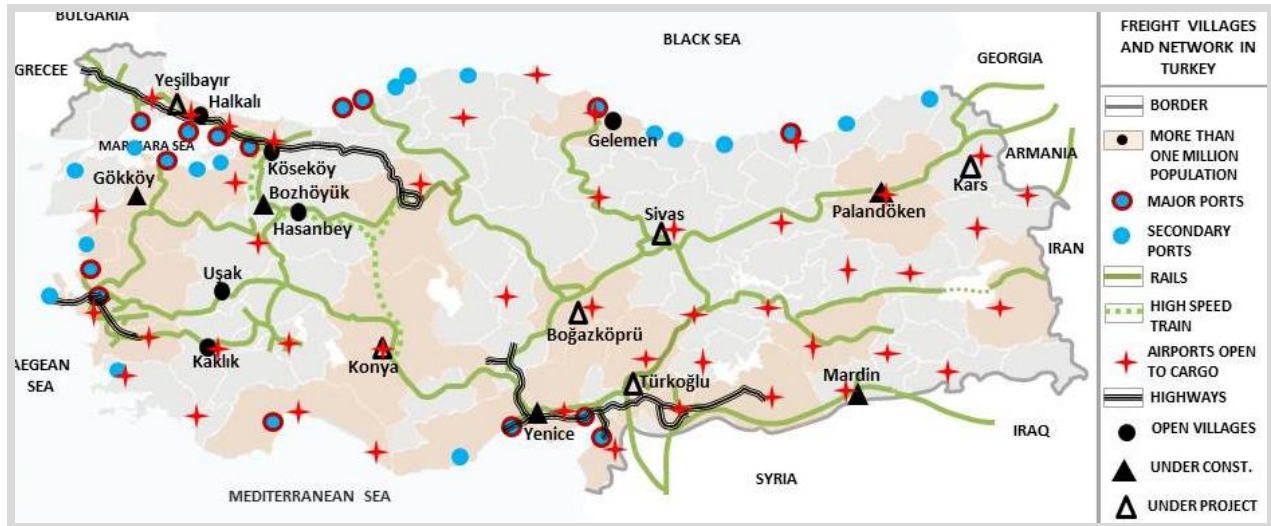 BULGARIA
BLACK SEA
GRECEE
GEORGIA
Yeşilbayır
Halkalı
Gelemen
MARMARA SEA
ARMANIA
Köseköy
Gökköy
Bozhöyük
Kars
Hasanbey
Sivas
Palandöken
IRAN
Uşak
Boğazköprü
AEGEAN
SEA
Kaklık
Konya
Türkoğlu
Mardin
Yenice
IRAQ
SYRIA
MEDITERRANEAN SEA
FREIGHT VILLAGES
AND NETWORK IN
TURKEY
BORDER
MORE THAN
ONE MILLION
POPULATION
MAJOR PORTS
SECONDARY
PORTS
RAILS
HIGH SPEED
TRAIN
AIRPORTS OPEN
TO CARGO
HIGHWAYS
OPEN VILLAGES
UNDER CONST.
UNDER PROJECT